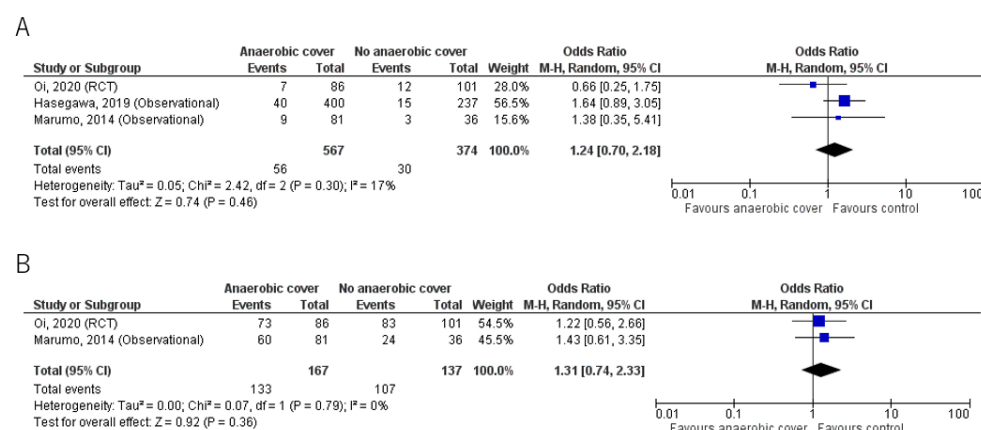 A
Anaerobic cover No anaerobic cover Odds Ratio Odds Ratio
Study or Subgroup Events Total Events Total Weight M-H, Random, 95% CI M-H, Random, 95% CI
Oi, 2020 (RCT) 7 86 12 101 28.0% 0.66 [0.25, 1.75]
Hasegawa, 2019 (Observational) 40 400 15 237 56.5% 1.64 [0.89, 3.05]
Marumo, 2014 (Observational) 9 81 3 36 15.6% 1.38 [0.35, 5.41]
Total (95% CI) 567 374 100.0% 1.24 [0.70, 2.18]
Total events 56 30
Heterogeneity: Tau² = 0.05; Chi² = 2.42, df = 2 (P = 0.30); I² = 17%
Test for overall effect: Z = 0.74 (P = 0.46)
0.01 0.1 1 10 100
Favours anaerobic cover Favours control
B
Anaerobic cover No anaerobic cover Odds Ratio Odds Ratio
Study or Subgroup Events Total Events Total Weight M-H, Random, 95% CI M-H, Random, 95% CI
Oi, 2020 (RCT) 73 86 83 101 54.5% 1.22 [0.56, 2.66]
Marumo, 2014 (Observational) 60 81 24 36 45.5% 1.43 [0.61, 3.35]
Total (95% CI) 167 137 100.0% 1.31 [0.74, 2.33]
Total events 133 107
Heterogeneity: Tau² = 0.00; Chi² = 0.07, df = 1 (P = 0.79); I² = 0%
Test for overall effect: Z = 0.92 (P = 0.36)
0.01 0.1 1 10 100
Favours anaerobic cover Favours control